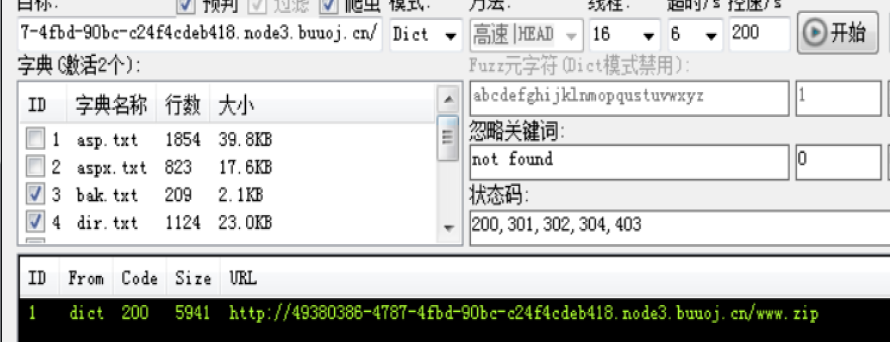 目标: 预判 过滤 爬虫 模式: 方法: 线程: 超时/s 控速/s
7-4fbd-90bc-c24f4cdeb418.node3.buuoj.cn/ Dict 高速|HEAD 16 6 200 开始
字典(激活2个): Fuzz元字符(Dict模式禁用):
ID 字典名称 行数 大小
abcdefghijklnmopqustuvwxyz 1
1 asp.txt 1854 39.8KB
忽略关键词:
2 aspx.txt 823 17.6KB
not found 0
3 bak.txt 209 2.1KB
状态码:
4 dir.txt 1124 23.0KB
200,301,302,304,403
ID From Code Size URL
1 dict 200 5941 http://49380386-4787-4fbd-90bc-c24f4cdeb418.node3.buuoj.cn/www.zip